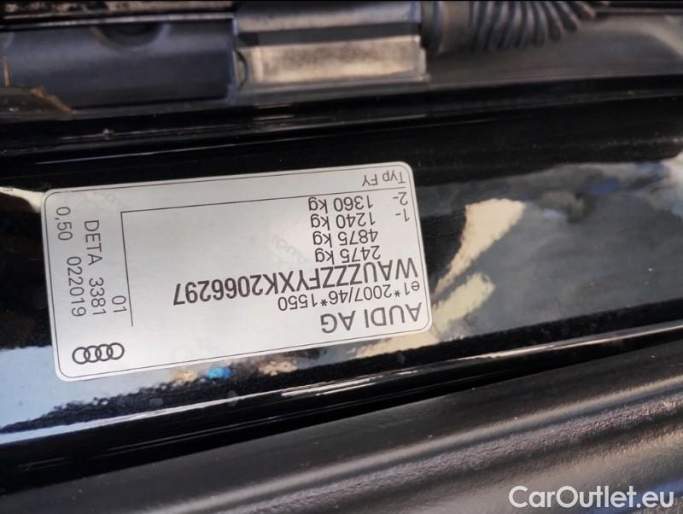 AUDI AG
e1*2007/46*1550
WAUZZZFYXK2066297
2475 kg
4875 kg
1- 1240 kg
2- 1360 kg
Typ FY
DETA 3381 01
0,50 022019
CarOutlet.eu